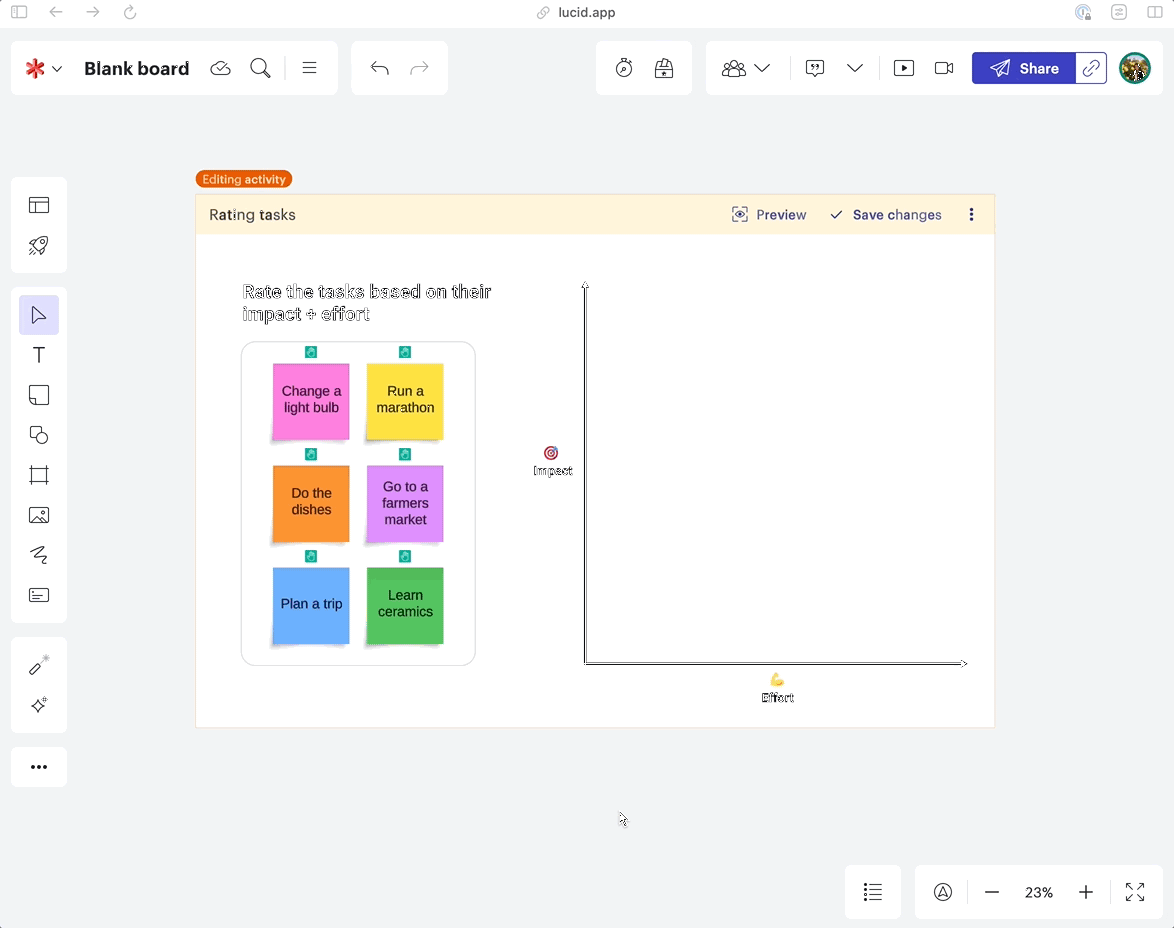 lucid.app
Blank board
Share
Editing activity
Rating tasks
Preview
Save changes
Rate the tasks based on their
impact + effort
Change a
light bulb
Run a
marathon
Do the
dishes
Go to a
farmers
market
Plan a trip
Learn
ceramics
Impact
Effort
23%